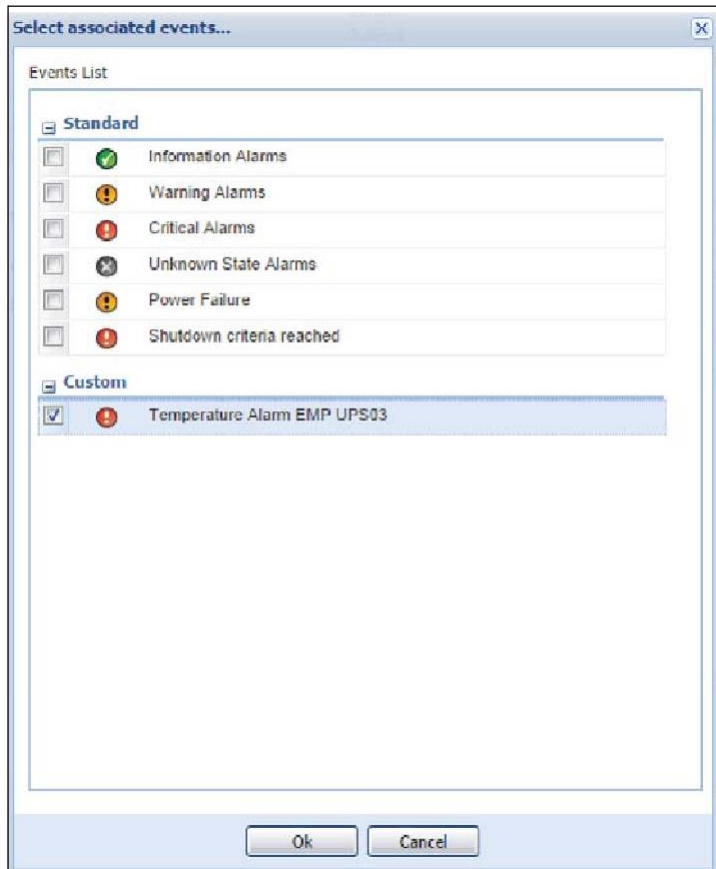 Select associated events...
Events List
Standard
Information Alarms
Warning Alarms
Critical Alarms
Unknown State Alarms
Power Failure
Shutdown criteria reached
Custom
Temperature Alarm EMP UPS03
Ok
Cancel